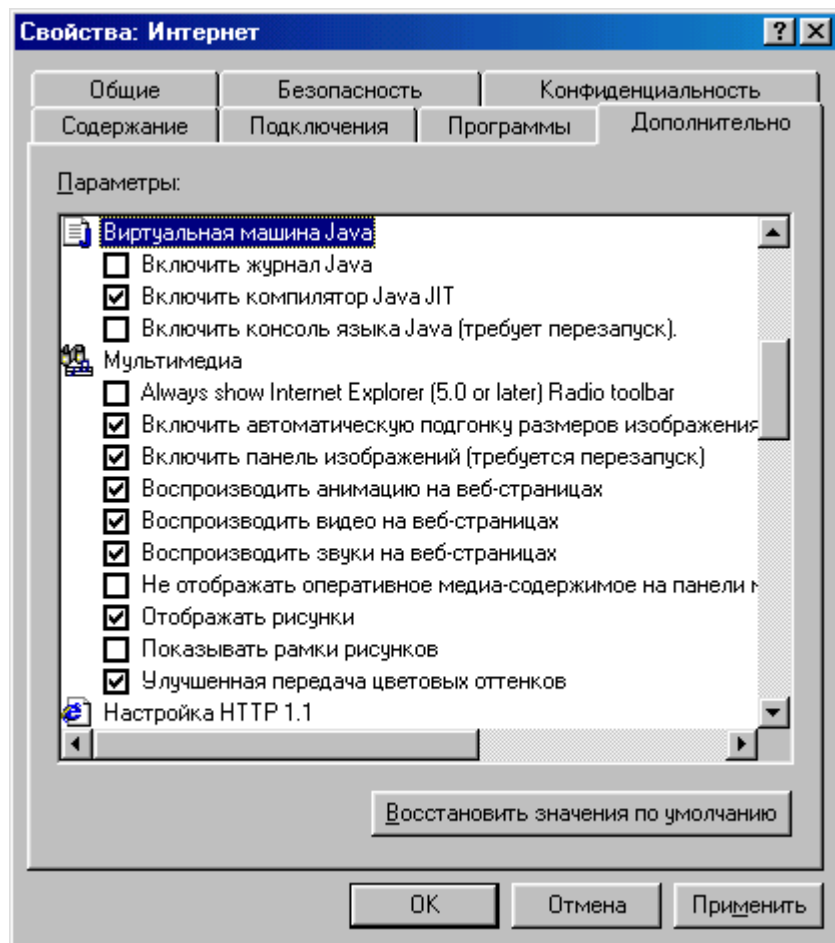 Свойства: Интернет
Общие Безопасность Конфиденциальность
Содержание Подключения Программы Дополнительно
Параметры:
Виртуальная машина Java
Включить журнал Java
Включить компилятор Java JIT
Включить консоль языка Java (требует перезапуск).
Мультимедиа
Always show Internet Explorer (5.0 or later) Radio toolbar
Включить автоматическую подгонку размеров изображения
Включить панель изображений (требуется перезапуск)
Воспроизводить анимацию на веб-страницах
Воспроизводить видео на веб-страницах
Воспроизводить звуки на веб-страницах
Не отображать оперативное медиа-содержимое на панели
Отображать рисунки
Показывать рамки рисунков
Улучшенная передача цветовых оттенков
Настройка HTTP 1.1
Восстановить значения по умолчанию
OK Отмена Применить